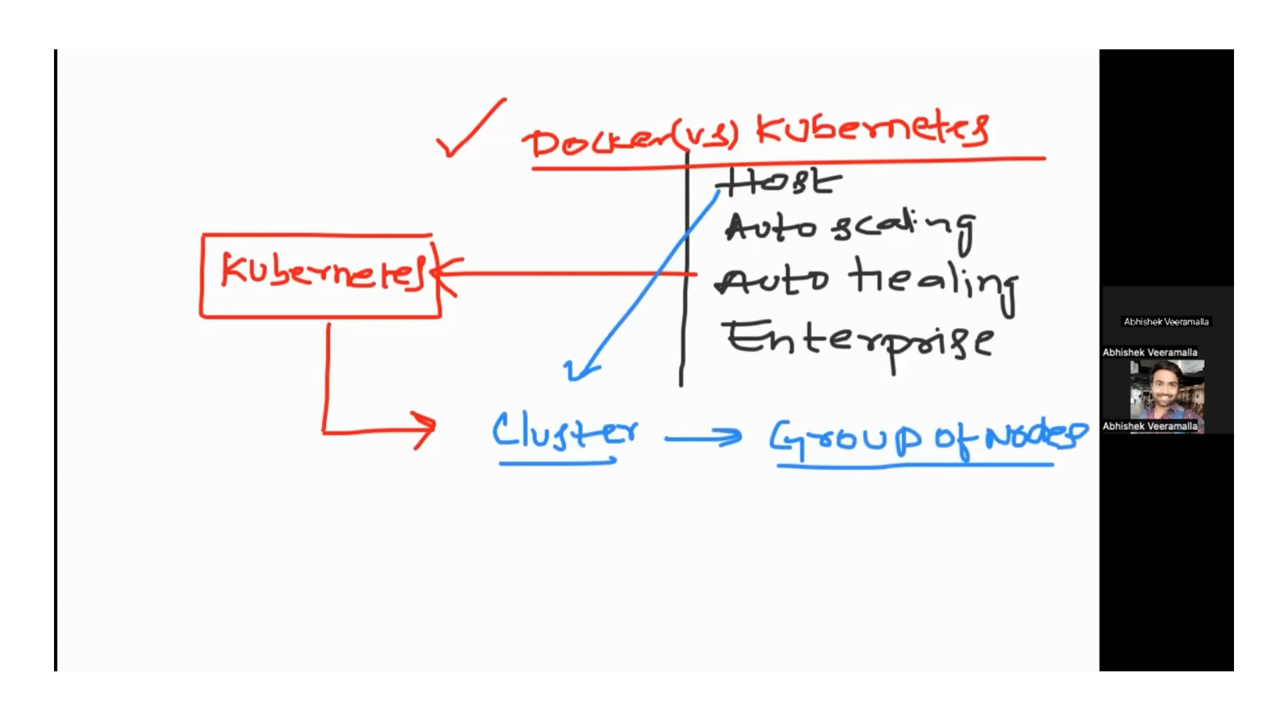 Docker(vs) Kubernetes
Host
Auto scaling
Kubernetes
Auto healing
Enterprise
Cluster → Group of Nodes
Abhishek Veeramalla
Abhishek Veeramalla
Abhishek Veeramalla